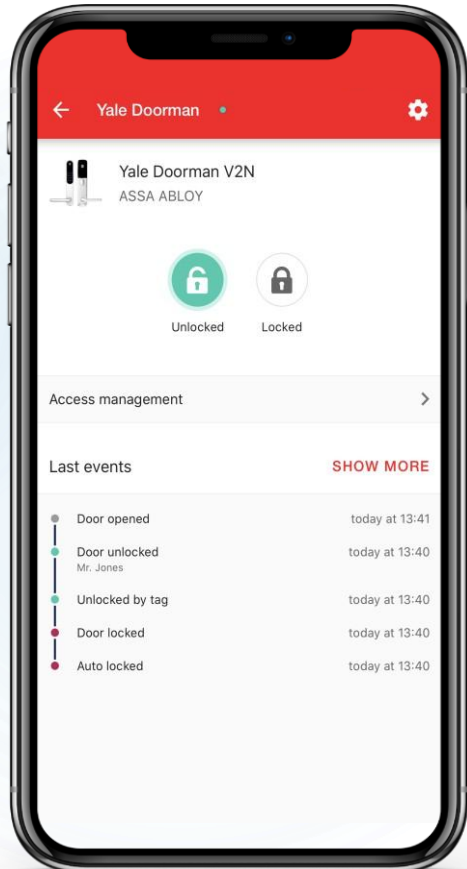 Yale Doorman
Yale Doorman V2N
ASSA ABLOY
Unlocked Locked
Access management
Last events SHOW MORE
Door opened today at 13:41
Door unlocked today at 13:40
Mr. Jones
Unlocked by tag today at 13:40
Door locked today at 13:40
Auto locked today at 13:40